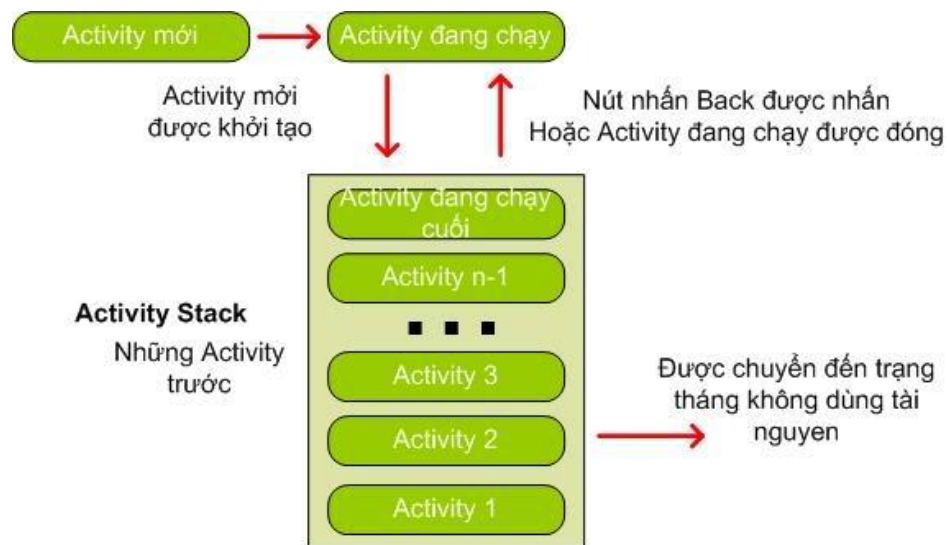 Activity mới
Activity đang chạy
Activity mởi
được khởi tạo
Nút nhấn Back được nhấn
Hoặc Activity đang chạy được đóng
Activity đang chạy
cuối
Activity n-1
Activity Stack
Những Activity
trước
Activity 3
Activity 2
Activity 1
Được chuyển đến trạng
tháng không dùng tài
nguyen